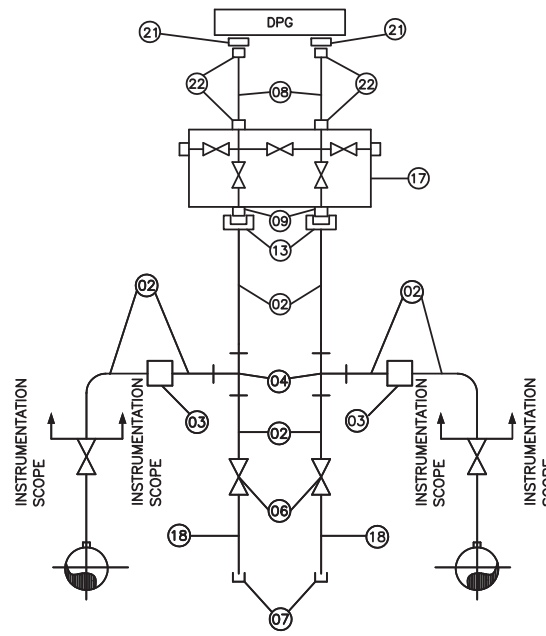 DPG
21
21
22
08
22
17
09
13
02
02
02
04
03
03
INSTRUMENTATION
SCOPE
INSTRUMENTATION
SCOPE
INSTRUMENTATION
SCOPE
INSTRUMENTATION
SCOPE
02
06
18
18
07